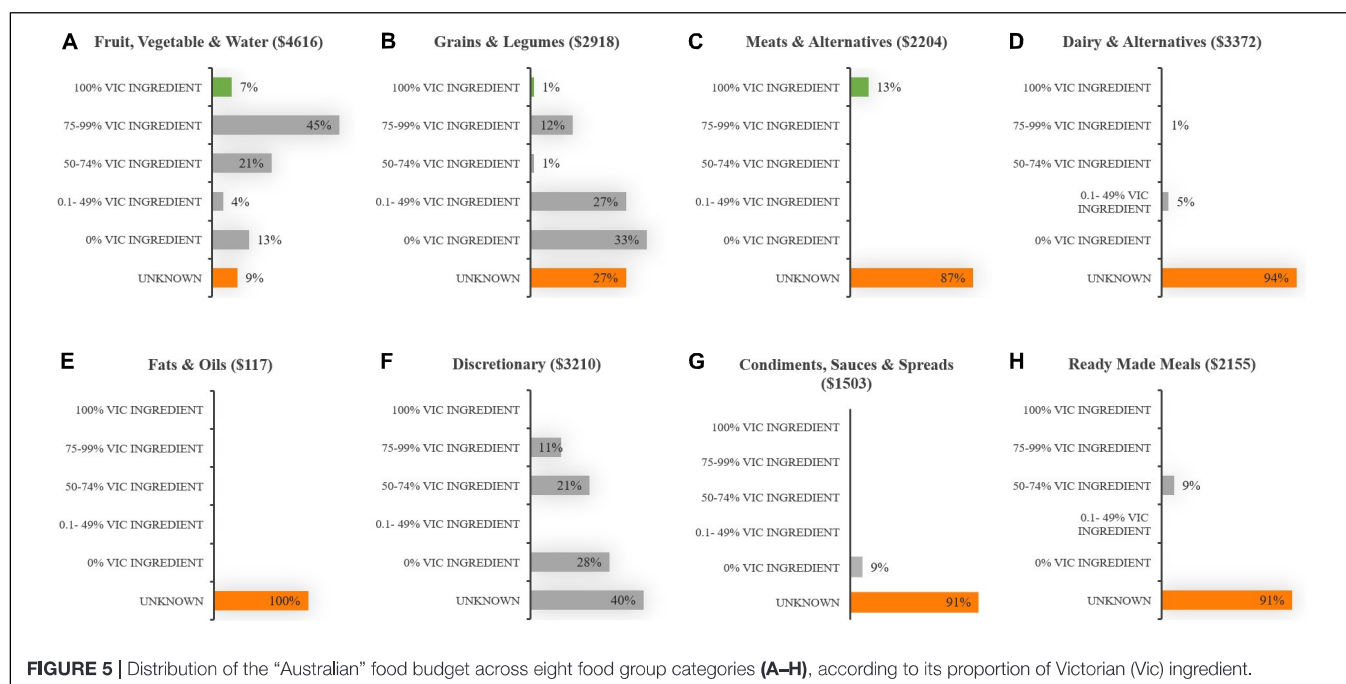 A Fruit, Vegetable & Water ($4616)
100% VIC INGREDIENT 7%
75-99% VIC INGREDIENT 45%
50-74% VIC INGREDIENT 21%
0.1- 49% VIC INGREDIENT 4%
0% VIC INGREDIENT 13%
UNKNOWN 9%
B Grains & Legumes ($2918)
100% VIC INGREDIENT 1%
75-99% VIC INGREDIENT 12%
50-74% VIC INGREDIENT 1%
0.1- 49% VIC INGREDIENT 27%
0% VIC INGREDIENT 33%
UNKNOWN 27%
C Meats & Alternatives ($2204)
100% VIC INGREDIENT 13%
75-99% VIC INGREDIENT
50-74% VIC INGREDIENT
0.1- 49% VIC INGREDIENT
0% VIC INGREDIENT
UNKNOWN 87%
D Dairy & Alternatives ($3372)
100% VIC INGREDIENT
75-99% VIC INGREDIENT 1%
50-74% VIC INGREDIENT
0.1- 49% VIC
INGREDIENT 5%
0% VIC INGREDIENT
UNKNOWN 94%
E Fats & Oils ($117)
100% VIC INGREDIENT
75-99% VIC INGREDIENT
50-74% VIC INGREDIENT
0.1- 49% VIC INGREDIENT
0% VIC INGREDIENT
UNKNOWN 100%
F Discretionary ($3210)
100% VIC INGREDIENT
75-99% VIC INGREDIENT 11%
50-74% VIC INGREDIENT 21%
0.1- 49% VIC INGREDIENT
0% VIC INGREDIENT 28%
UNKNOWN 40%
G Condiments, Sauces & Spreads
($1503)
100% VIC INGREDIENT
75-99% VIC INGREDIENT
50-74% VIC INGREDIENT
0.1- 49% VIC INGREDIENT
0% VIC INGREDIENT 9%
UNKNOWN 91%
H Ready Made Meals ($2155)
100% VIC INGREDIENT
75-99% VIC INGREDIENT
50-74% VIC INGREDIENT 9%
0.1- 49% VIC
INGREDIENT
0% VIC INGREDIENT
UNKNOWN 91%
FIGURE 5 | Distribution of the “Australian” food budget across eight food group categories (A–H), according to its proportion of Victorian (Vic) ingredient.